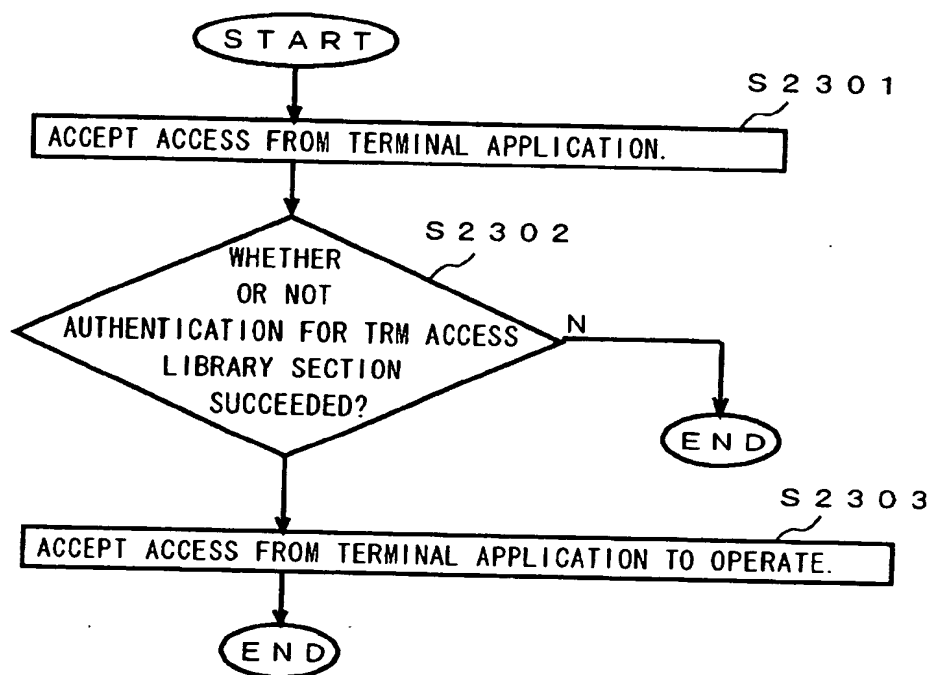 START
S2301
ACCEPT ACCESS FROM TERMINAL APPLICATION.
S2302
WHETHER
OR NOT
AUTHENTICATION FOR TRM ACCESS
LIBRARY SECTION
SUCCEEDED?
N
END
S2303
ACCEPT ACCESS FROM TERMINAL APPLICATION TO OPERATE.
END